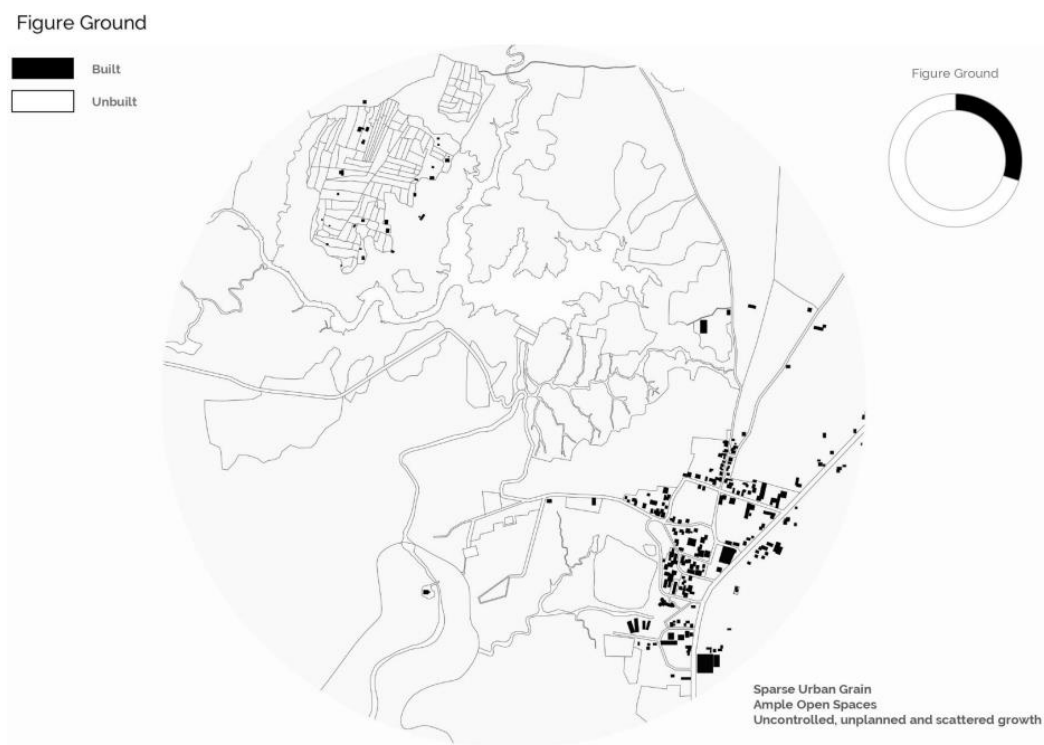 Figure Ground
Built
Unbuilt
Figure Ground
Sparse Urban Grain
Ample Open Spaces
Uncontrolled, unplanned and scattered growth